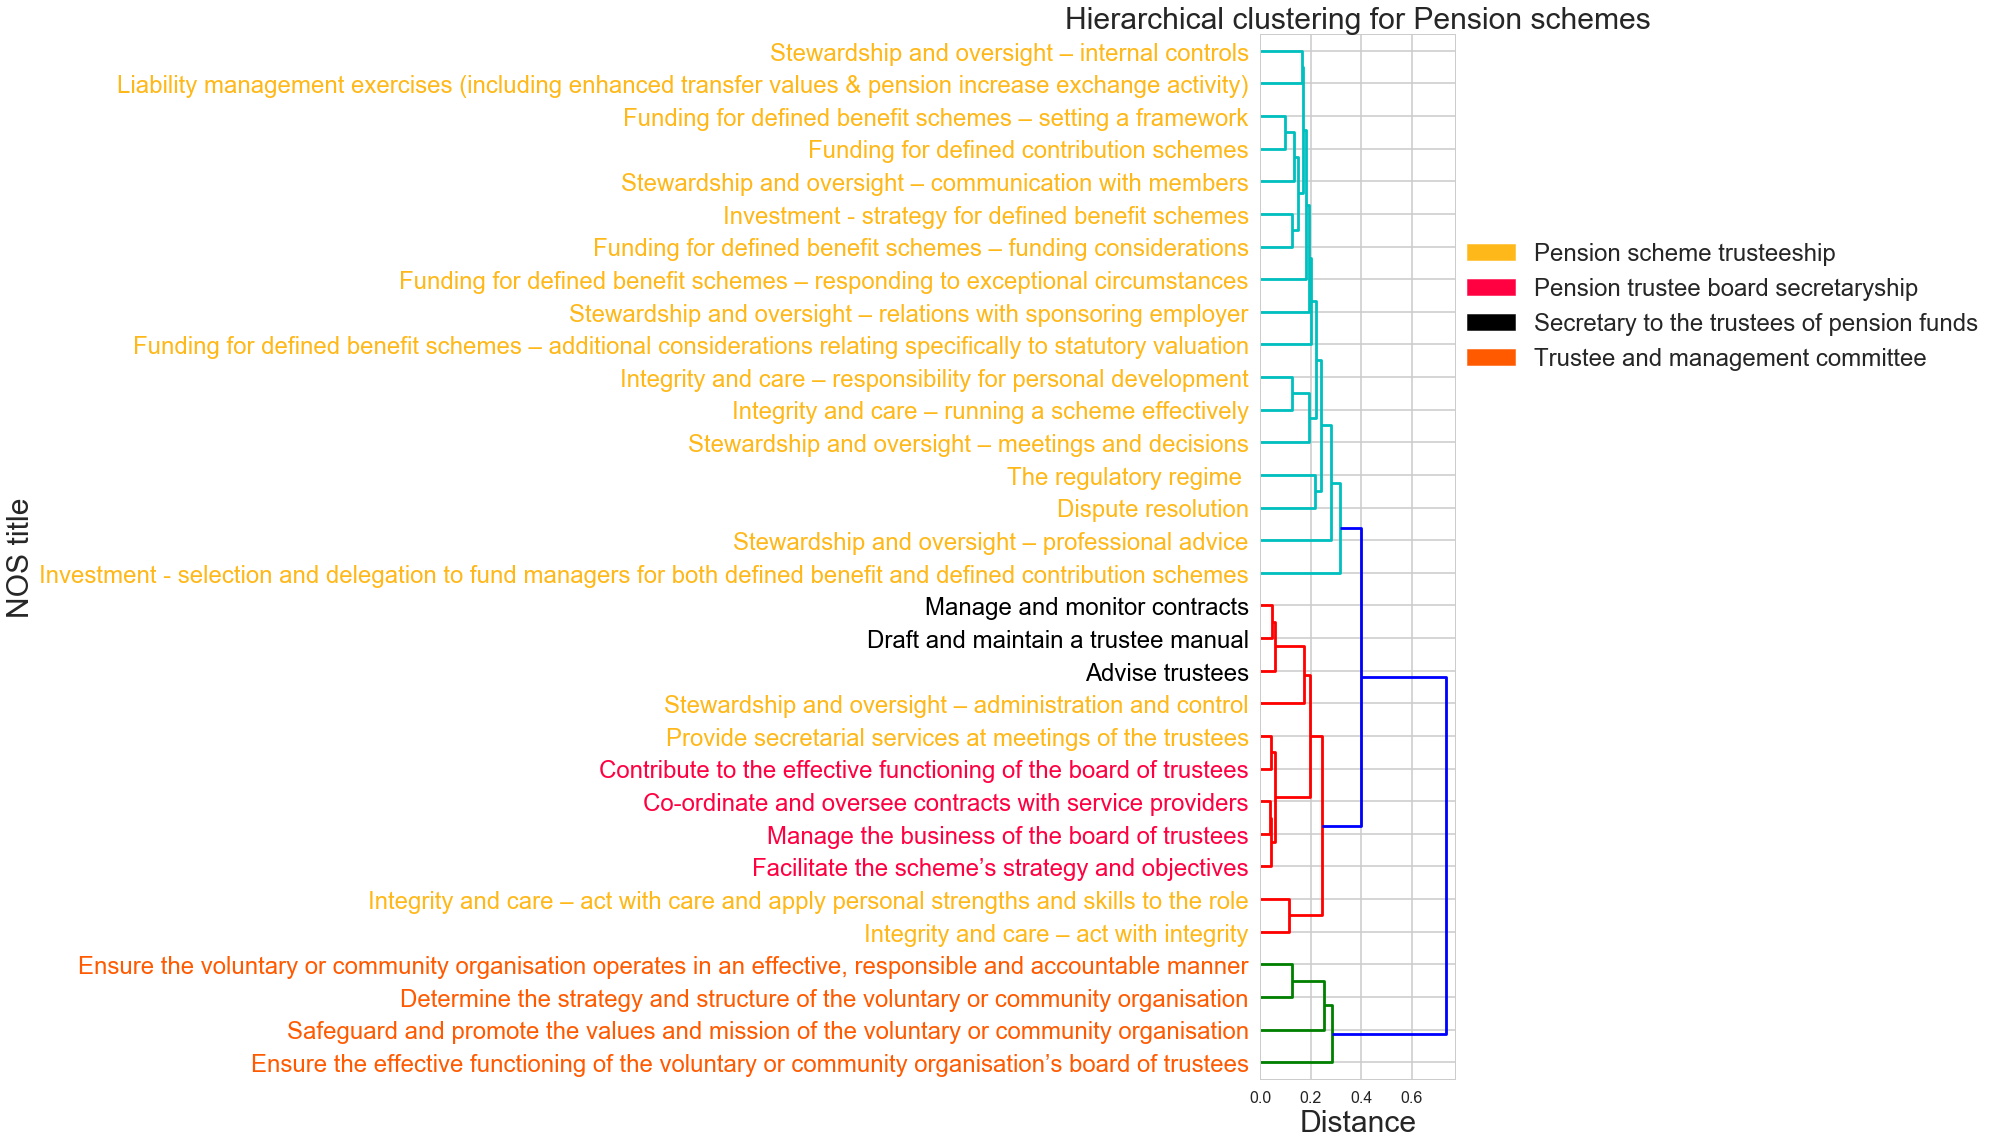 Hierarchical clustering for Pension schemes
Stewardship and oversight – internal controls
Liability management exercises (including enhanced transfer values & pension increase exchange activity)
Funding for defined benefit schemes – setting a framework
Funding for defined contribution schemes
Stewardship and oversight – communication with members
Investment - strategy for defined benefit schemes
Funding for defined benefit schemes – funding considerations
Funding for defined benefit schemes – responding to exceptional circumstances
Stewardship and oversight – relations with sponsoring employer
Funding for defined benefit schemes – additional considerations relating specifically to statutory valuation
Integrity and care – responsibility for personal development
Integrity and care – running a scheme effectively
Stewardship and oversight – meetings and decisions
The regulatory regime
Dispute resolution
Stewardship and oversight – professional advice
Investment - selection and delegation to fund managers for both defined benefit and defined contribution schemes
Manage and monitor contracts
Draft and maintain a trustee manual
Advise trustees
Stewardship and oversight – administration and control
Provide secretarial services at meetings of the trustees
Contribute to the effective functioning of the board of trustees
Co-ordinate and oversee contracts with service providers
Manage the business of the board of trustees
Facilitate the scheme’s strategy and objectives
Integrity and care – act with care and apply personal strengths and skills to the role
Integrity and care – act with integrity
Ensure the voluntary or community organisation operates in an effective, responsible and accountable manner
Determine the strategy and structure of the voluntary or community organisation
Safeguard and promote the values and mission of the voluntary or community organisation
Ensure the effective functioning of the voluntary or community organisation’s board of trustees
NOS title
0.0 0.2 0.4 0.6
Distance
Pension scheme trusteeship
Pension trustee board secretaryship
Secretary to the trustees of pension funds
Trustee and management committee